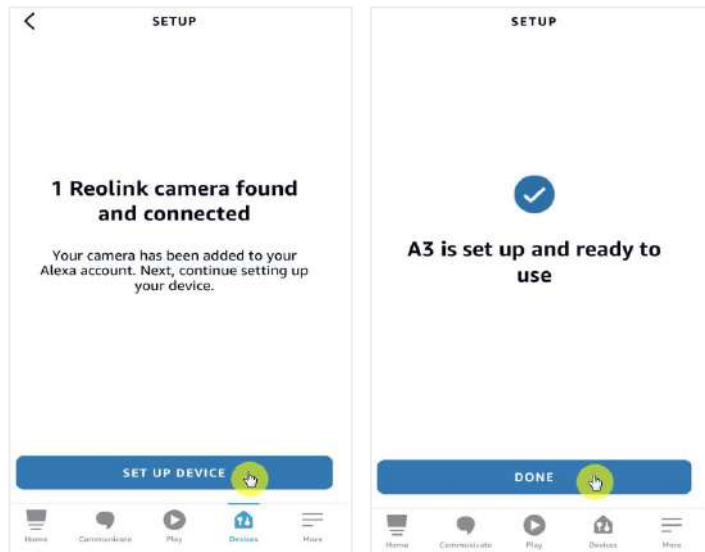 SETUP
1 Reolink camera found
and connected
Your camera has been added to your
Alexa account. Next, continue setting up
your device.
SET UP DEVICE
Home Communicate Play Devices More
SETUP
A3 is set up and ready to
use
DONE
Home Communicate Play Devices More